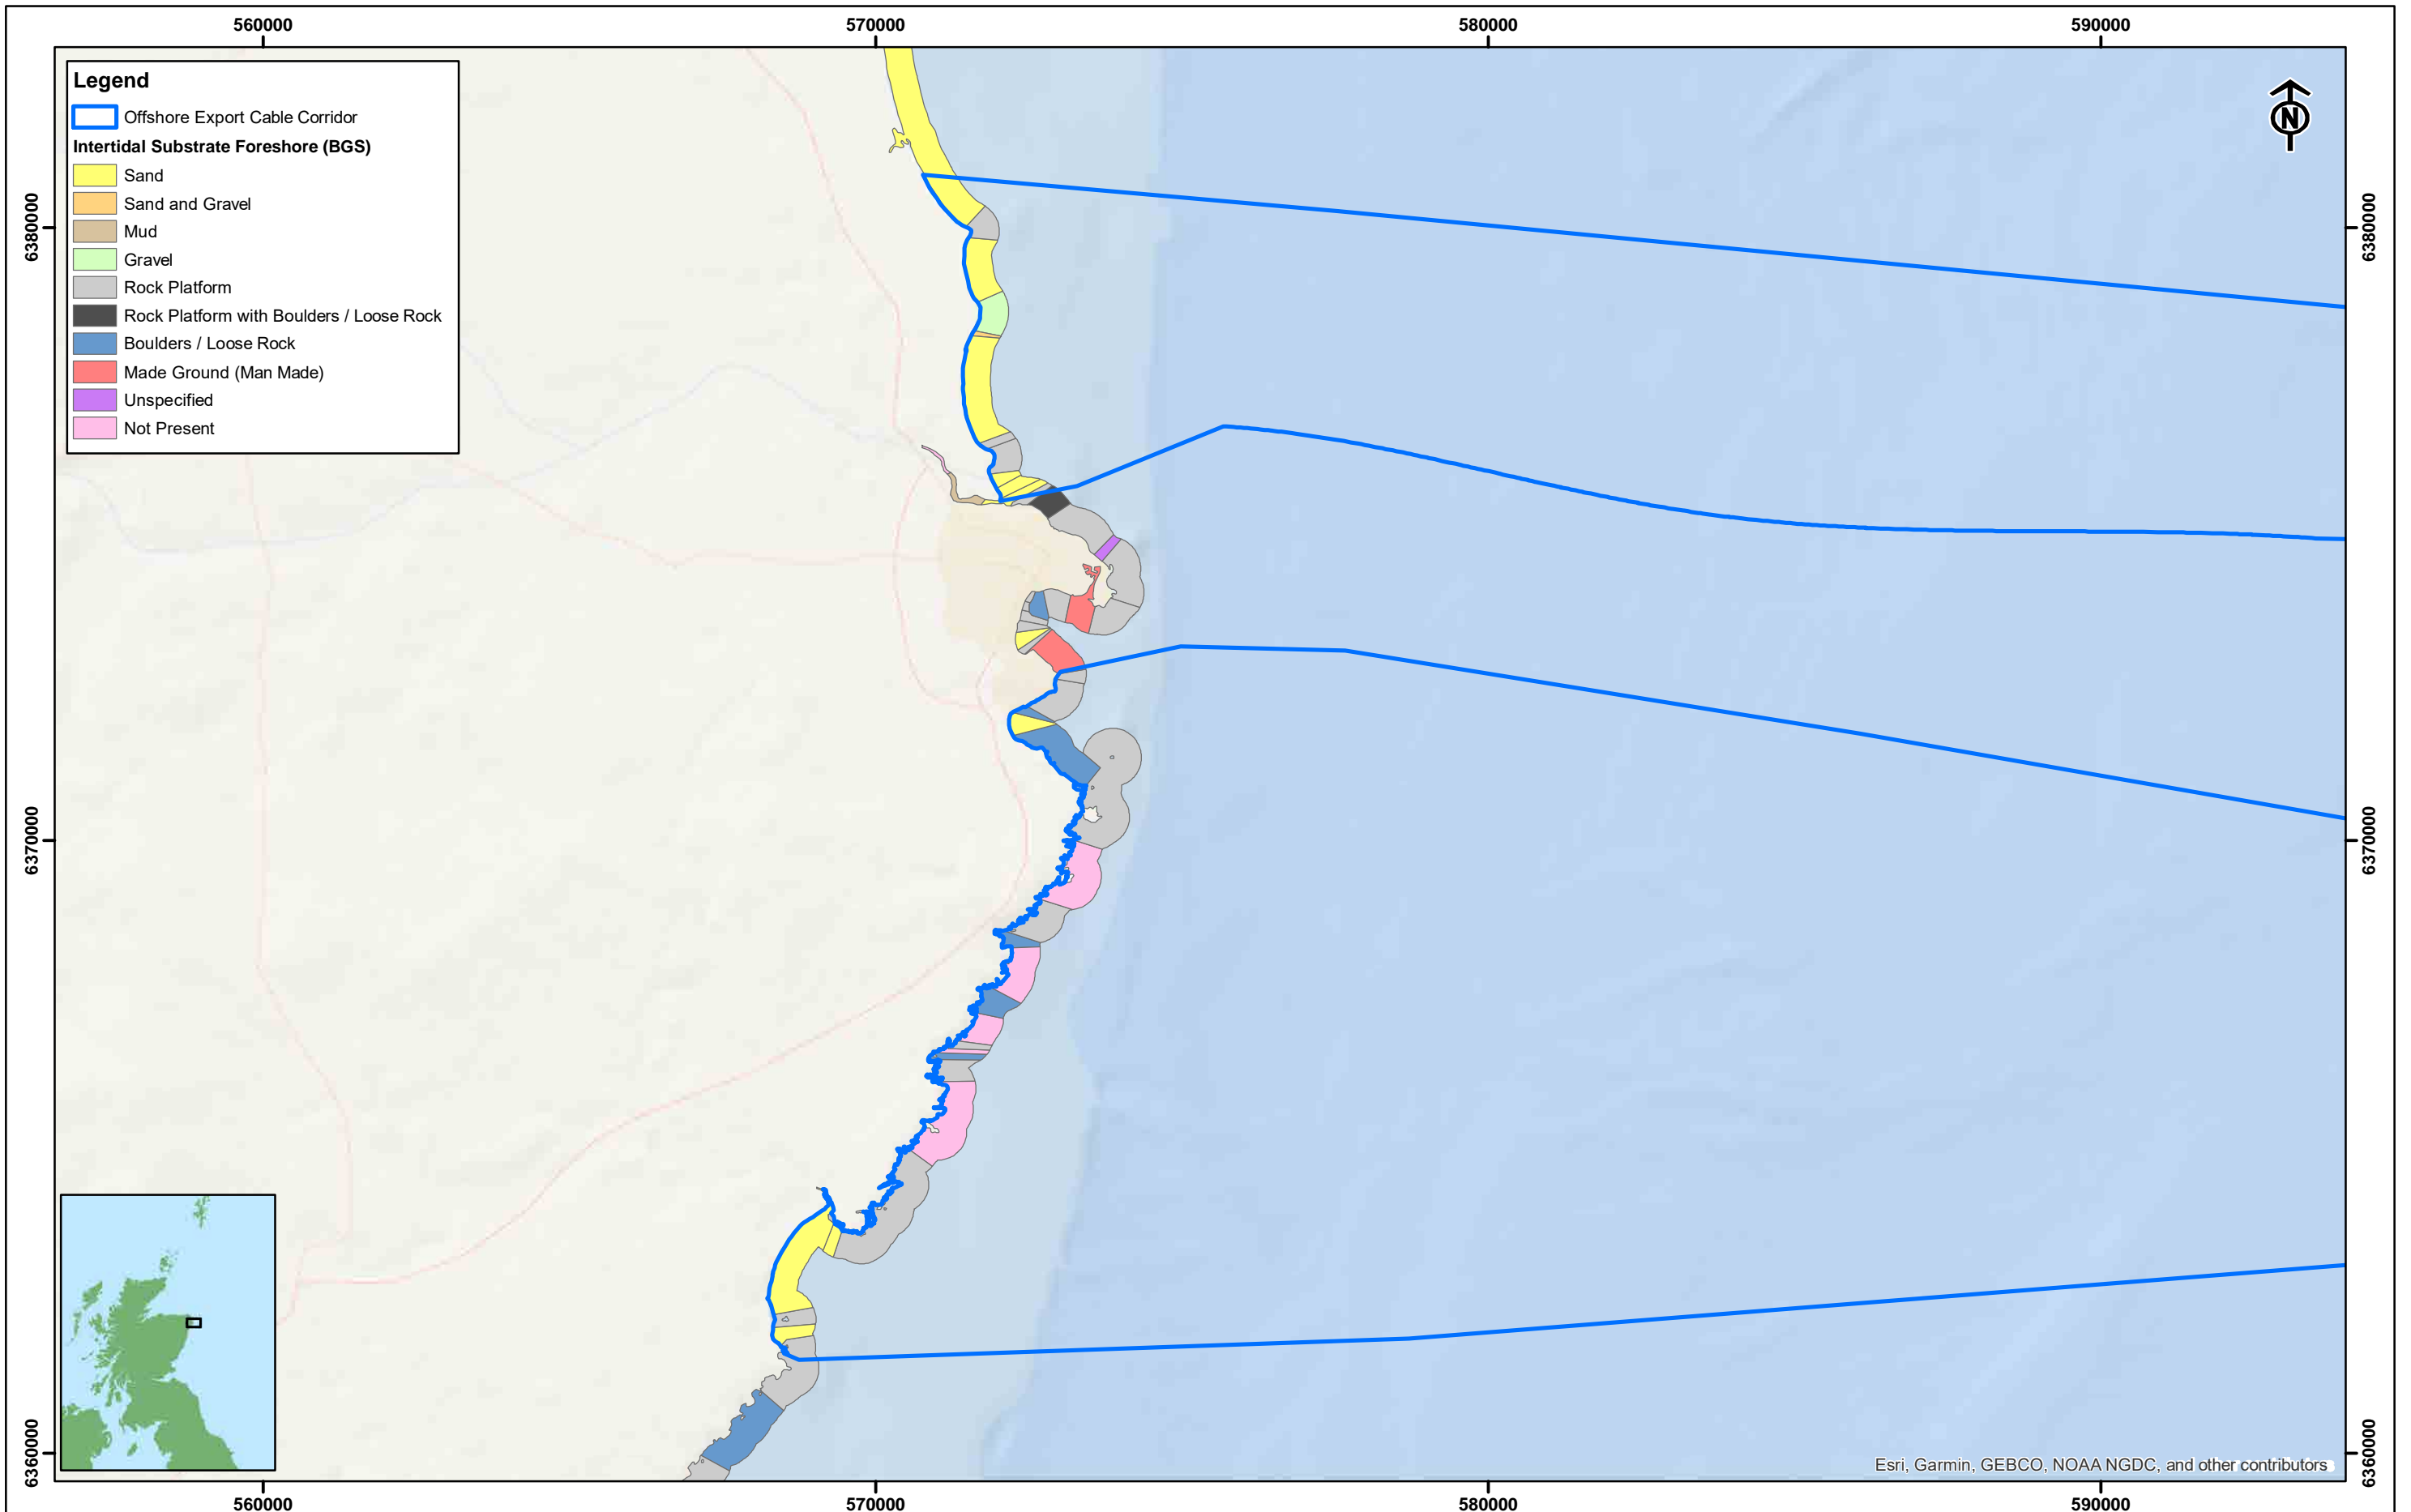 560000
570000
580000
590000
Legend
Offshore Export Cable Corridor
Intertidal Substrate Foreshore (BGS)
Sand
Sand and Gravel
Mud
Gravel
Rock Platform
Rock Platform with Boulders / Loose Rock
Boulders / Loose Rock
Made Ground (Man Made)
Unspecified
Not Present
N
6380000
6380000
6370000
6370000
6360000
6360000
Esri, Garmin, GEBCO, NOAA NGDC, and other contributors
560000
570000
580000
590000